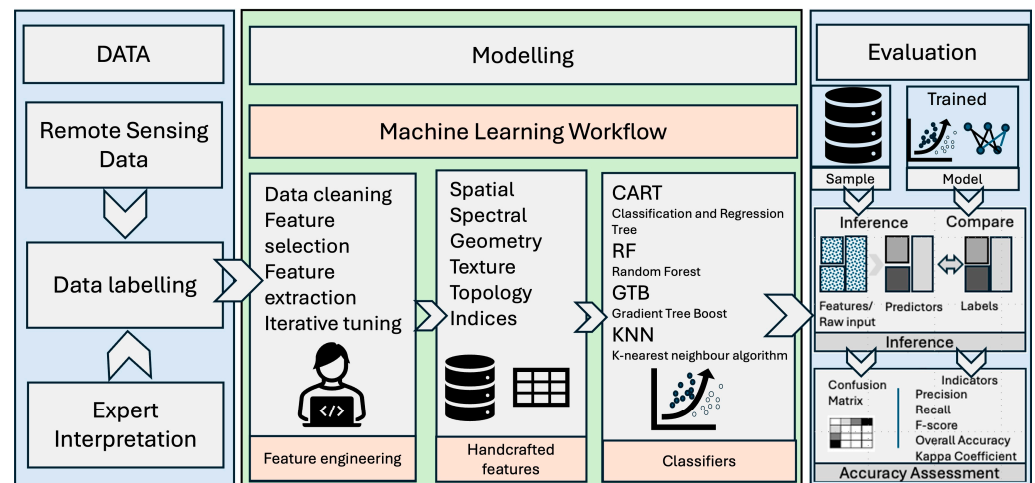 DATA
Remote Sensing
Data
Data labelling
Expert
Interpretation
Modelling
Machine Learning Workflow
Data cleaning
Feature
selection
Feature
extraction
Iterative tuning
</>
Feature engineering
Spatial
Spectral
Geometry
Texture
Topology
Indices
Handcrafted
features
CART
Classification and Regression
Tree
RF
Random Forest
GTB
Gradient Tree Boost
KNN
K-nearest neighbour algorithm
Classifiers
Evaluation
Sample
Trained
Model
Inference
Compare
Features/
Raw input
Predictors
Labels
Inference
Confusion
Matrix
Indicators
Precision
Recall
F-score
Overall Accuracy
Kappa Coefficient
Accuracy Assessment